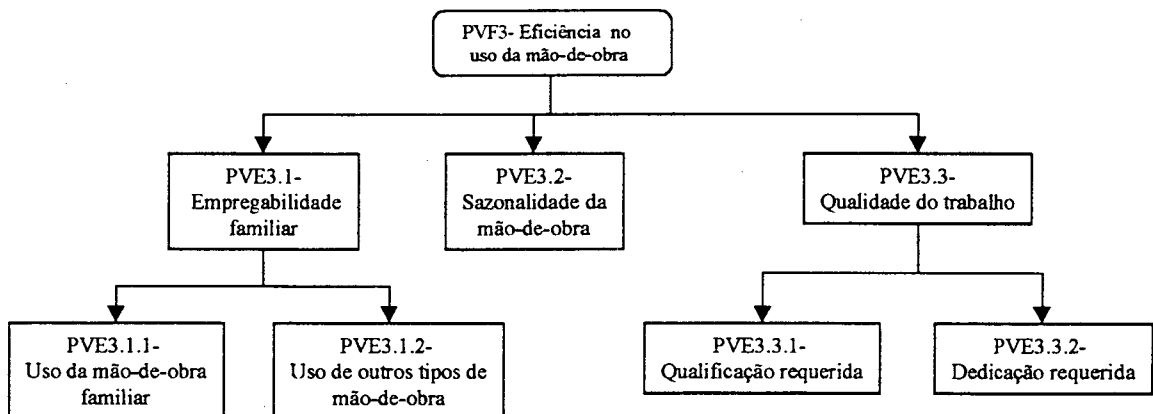 PVF3- Eficiência no
uso da mão-de-obra
PVE3.1-
Empregabilidade
familiar
PVE3.2-
Sazonalidade da
mão-de-obra
PVE3.3-
Qualidade do trabalho
PVE3.1.1-
Uso da mão-de-obra
familiar
PVE3.1.2-
Uso de outros tipos de
mão-de-obra
PVE3.3.1-
Qualificação requerida
PVE3.3.2-
Dedicação requerida